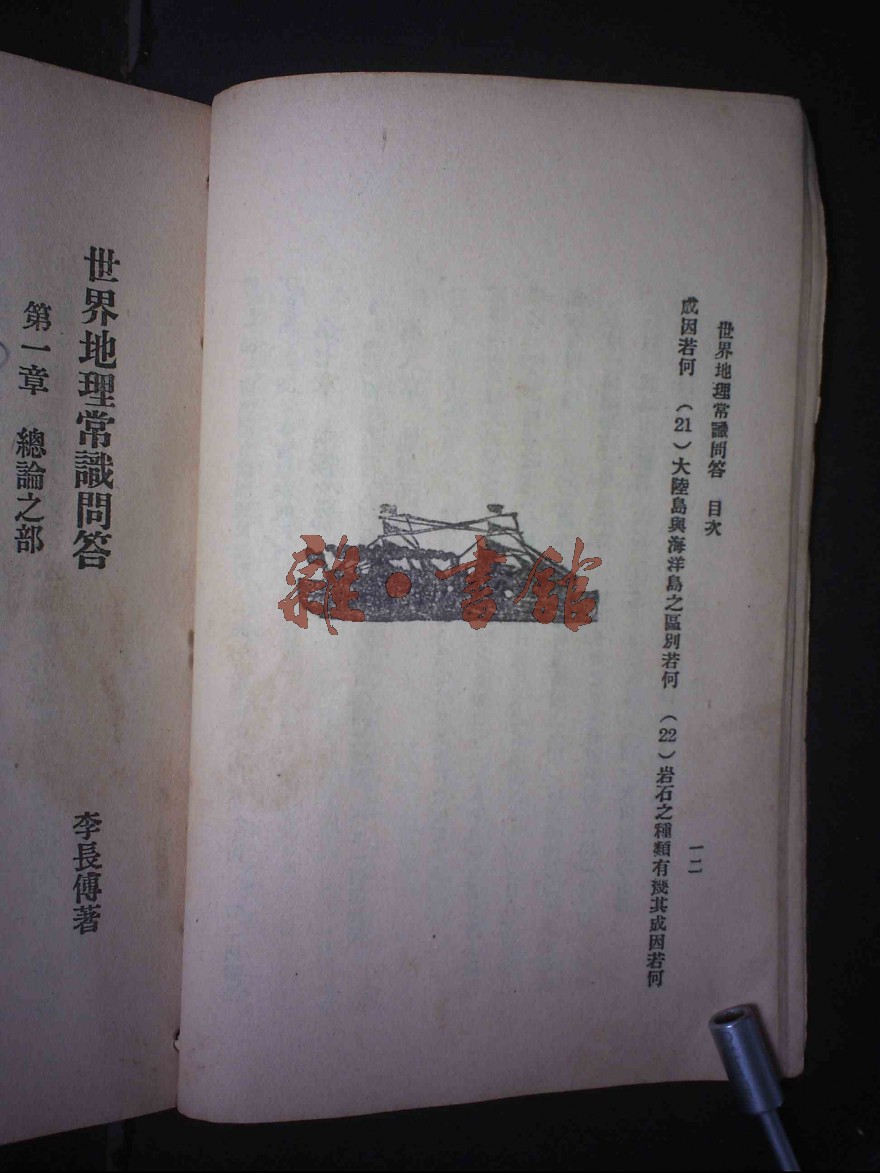 世界地理常識問答　目次
一二
成因若何　（21）大陸島與海洋島之區別若何　（22）岩石之種類有幾其成因若何
雜·書館
世界地理常識問答
李長傅著
第一章　總論之部